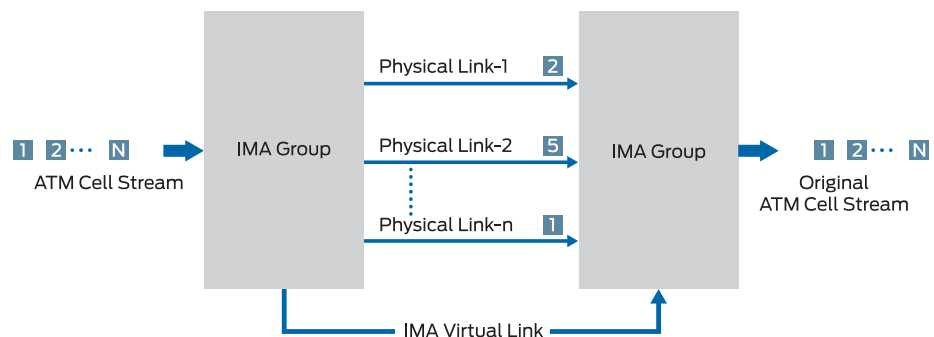 Physical Link-1 2
1 2 ... N
IMA Group
Physical Link-2 5
IMA Group
1 2 ... N
ATM Cell Stream
Original
ATM Cell Stream
Physical Link-n 1
IMA Virtual Link